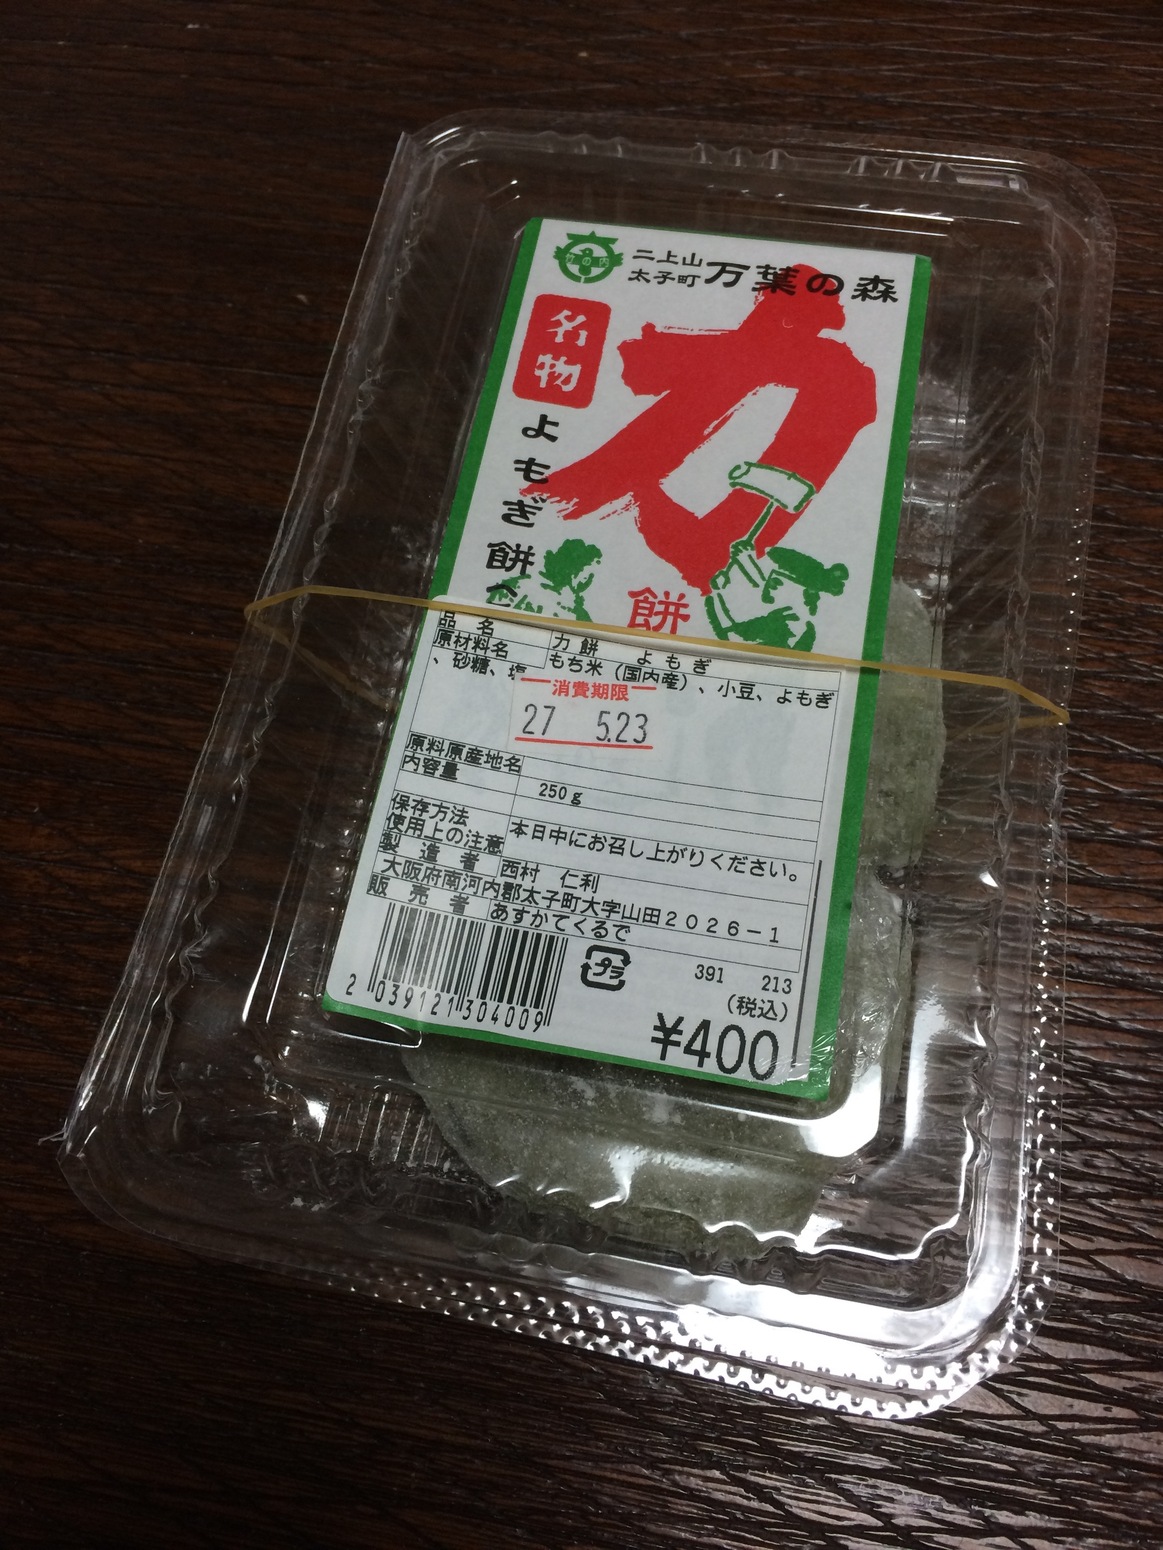 二上山
太子町 万葉の森
名物
よもぎ餅
力
餅
品名 力餅 よもぎ
原材料名 もち米(国内産)、小豆、よもぎ
、砂糖、塩
消費期限
27 5.23
原料原産地名
内容量 250g
保存方法
使用上の注意 本日中にお召し上がりください。
製造者 西村 仁利
大阪府南河内郡太子町大字山田2026-1
販売者 あすかてくるで
プラ
391 213
2 039121 304009
(税込)
¥400